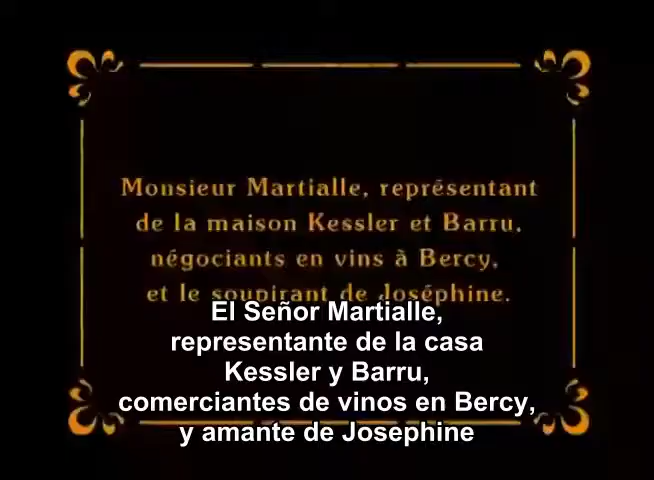 Monsieur Martialle, représentant
de la maison Kessler et Barru,
négociants en vins à Bercy,
et le soupirant de Joséphine.
El Señor Martialle,
representante de la casa
Kessler y Barru,
comerciantes de vinos en Bercy,
y amante de Josephine